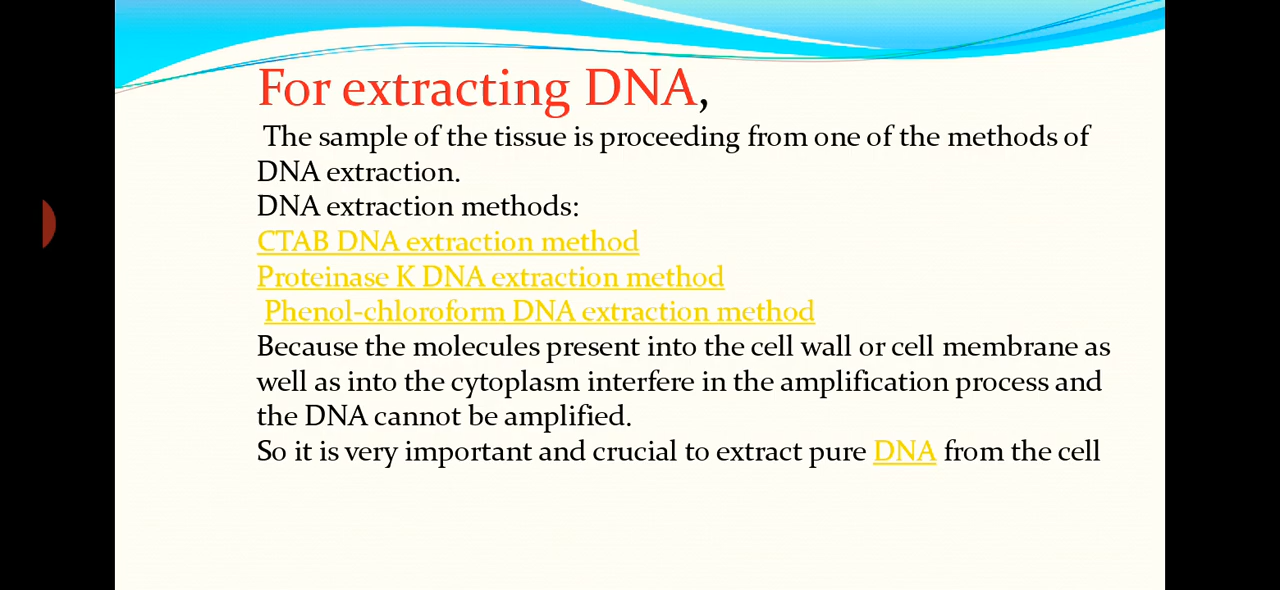 For extracting DNA,
The sample of the tissue is proceeding from one of the methods of
DNA extraction.
DNA extraction methods:
CTAB DNA extraction method
Proteinase K DNA extraction method
Phenol-chloroform DNA extraction method
Because the molecules present into the cell wall or cell membrane as
well as into the cytoplasm interfere in the amplification process and
the DNA cannot be amplified.
So it is very important and crucial to extract pure DNA from the cell